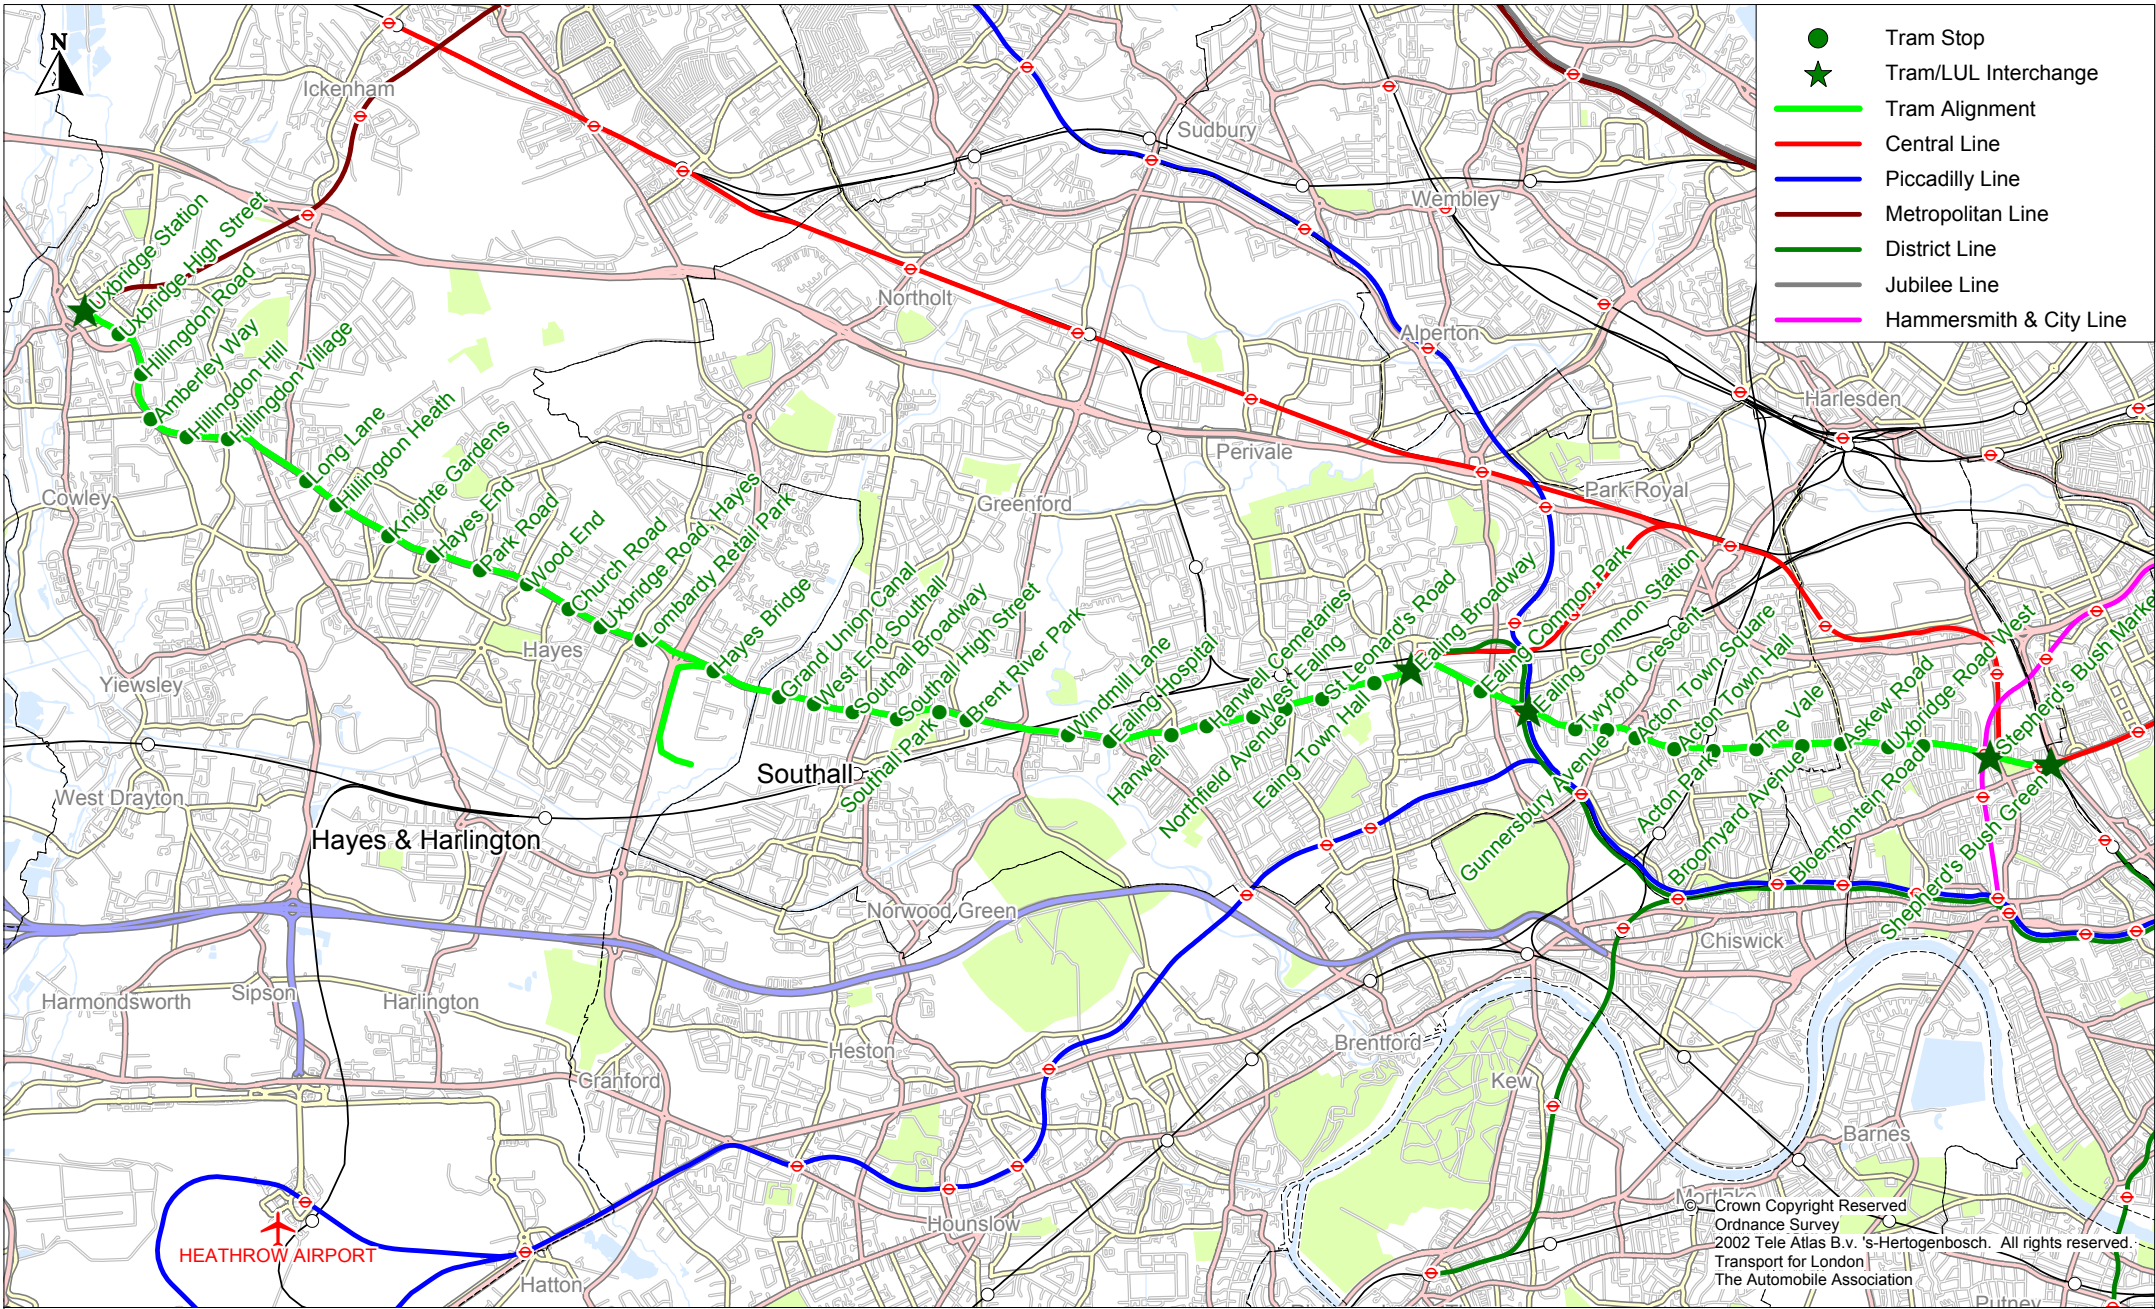 N
Tram Stop
Tram/LUL Interchange
Tram Alignment
Central Line
Piccadilly Line
Metropolitan Line
District Line
Jubilee Line
Hammersmith & City Line
Ickenham
Sudbury
Wembley
Northolt
Alperton
Harlesden
Perivale
Cowley
Greenford
Park Royal
Uxbridge Station
Uxbridge High Street
Hillingdon Road
Amberley Way
Hillingdon Hill
Hillingdon Village
Long Lane
Hillingdon Heath
Knighte Gardens
Hayes End
Park Road
Wood End
Church Road
Uxbridge Road, Hayes
Lombardy Retail Park
Hayes Bridge
Grand Union Canal
West End Southall
Southall Broadway
Southall High Street
Southall Park
Brent River Park
Windmill Lane
Ealing Hospital
Hanwell
Hanwell Cemetaries
Northfield Avenue
West Ealing
Eaing Town Hall
St Leonard's Road
Ealing Broadway
Ealing Common Park
Ealing Common Station
Twyford Crescent
Gunnersbury Avenue
Acton Town Square
Acton Town Hall
Acton Park
The Vale
Broomyard Avenue
Askew Road
Bloemfontein Road
Uxbridge Road West
Stepherd's Bush Marke
Shepherd's Bush Green
Hayes
Yiewsley
Southall
West Drayton
Hayes & Harlington
Norwood Green
Chiswick
Harmondsworth
Sipson
Harlington
Heston
Brentford
Cranford
Kew
Barnes
Mortlake
HEATHROW AIRPORT
Hounslow
Hatton
Putney
© Crown Copyright Reserved
Ordnance Survey
2002 Tele Atlas B.v. 's-Hertogenbosch. All rights reserved.
Transport for London
The Automobile Association